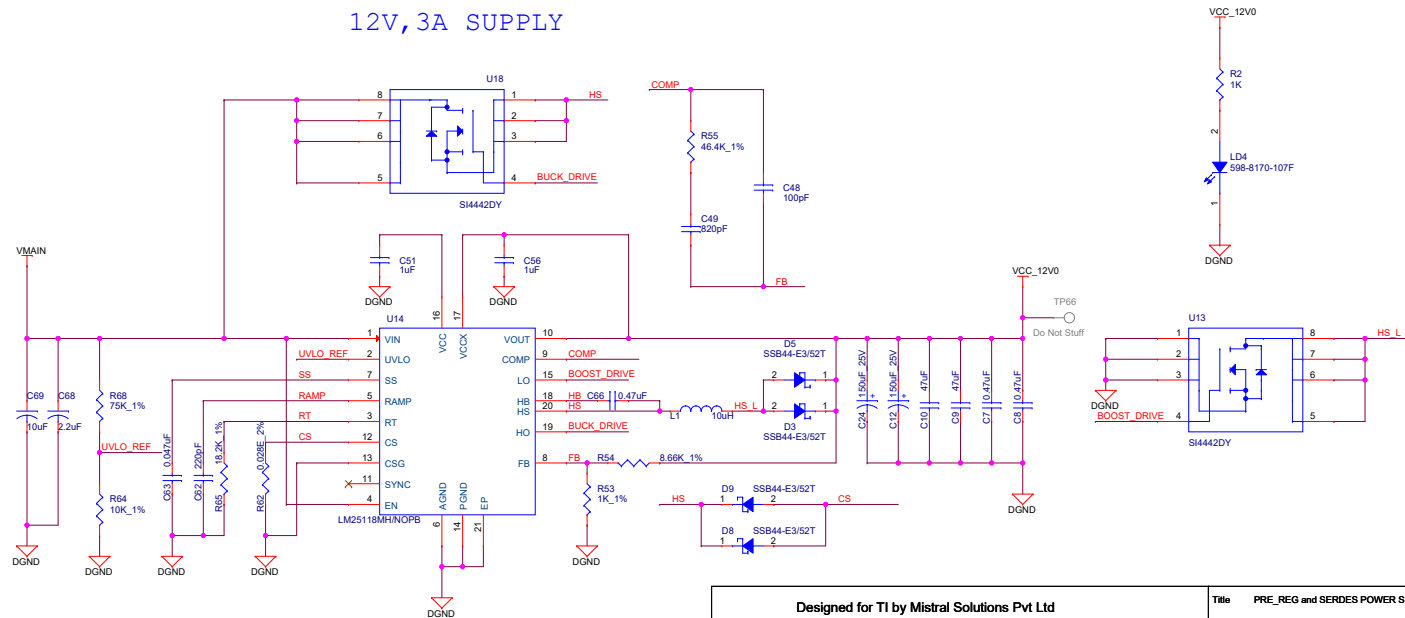 12V,3A SUPPLY
VCC_12V0
R2
1K
2
LD4
598-8170-107F
1
DGND
U18
8
7
6
5
1
2
3
4
HS
BUCK_DRIVE
SI4442DY
COMP
R55
46.4K_1%
C48
100pF
C49
820pF
FB
VMAIN
C51
1uF
DGND
C56
1uF
DGND
VCC_12V0
TP66
Do Not Stuff
U14
16
17
VCC
VCCX
1
VIN
VOUT
10
UVLO_REF
2
UVLO
COMP
9
COMP
SS
7
SS
LO
15
BOOST_DRIVE
RAMP
5
RAMP
HB
18
HB
C66
0.47uF
HS
20
HS
L1
10uH
HS_L
RT
3
RT
HO
19
BUCK_DRIVE
CS
12
CS
13
CSG
FB
8
FB
R54
8.66K_1%
11
SYNC
4
EN
AGND
PGND
EP
6
14
21
LM25118MH/NOPB
DGND
C69
10uF
C68
2.2uF
DGND
R68
75K_1%
UVLO_REF
R64
10K_1%
DGND
C63
0.047uF
C62
220pF
R65
18.2K_1%
DGND
R62
0.028E_2%
DGND
R53
1K_1%
DGND
D5
SSB44-E3/52T
2
1
2
1
D3
SSB44-E3/52T
C24
150uF_25V
C12
150uF_25V
C10
47uF
C9
47uF
C7
0.47uF
C8
0.47uF
DGND
D9
SSB44-E3/52T
HS
1
2
CS
D8
SSB44-E3/52T
1
2
U13
1
2
3
4
8
7
6
5
HS_L
DGND
BOOST_DRIVE
SI4442DY
Designed for TI by Mistral Solutions Pvt Ltd
Title
PRE_REG and SERDES POWER S